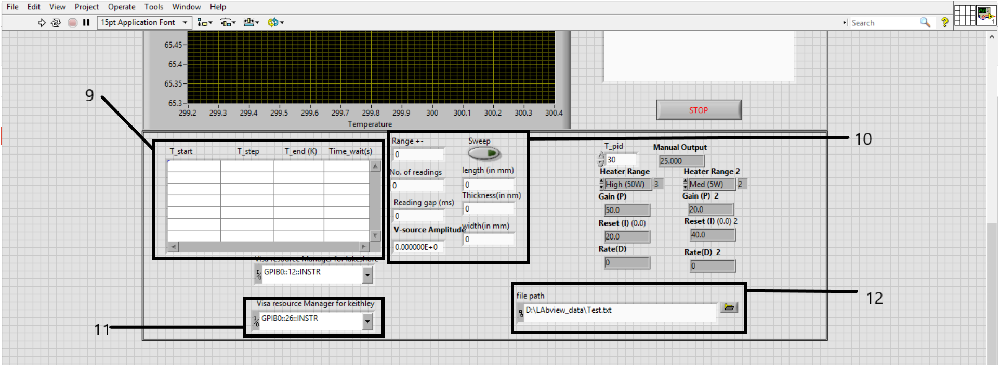 File Edit View Project Operate Tools Window Help
15pt Application Font
Search
1
65.45
65.4
65.35
65.3
299.2 299.3 299.4 299.5 299.6 299.7 299.8 299.9 300 300.1 300.2 300.3 300.4
Temperature
STOP
9
10
11
12
T_start T_step T_end (K) Time_wait(s)
Range +-
0
No. of readings
0
Reading gap (ms)
0
V-source Amplitude
0.000000E+0
Sweep
length (in mm)
0
Thickness(in nm)
0
width(in mm)
0
T_pid
30
Manual Output
25.000
Heater Range
High (50W) 3
Gain (P)
50.0
Reset (I) (0.0)
20.0
Rate(D)
0
Heater Range 2
Med (5W) 2
Gain (P) 2
20.0
Reset (I) (0.0) 2
40.0
Rate(D) 2
0
Visa resource Manager for lakeshore
GPIB0::12::INSTR
Visa resource Manager for keithley
GPIB0::26::INSTR
file path
D:\LAbview_data\Test.txt